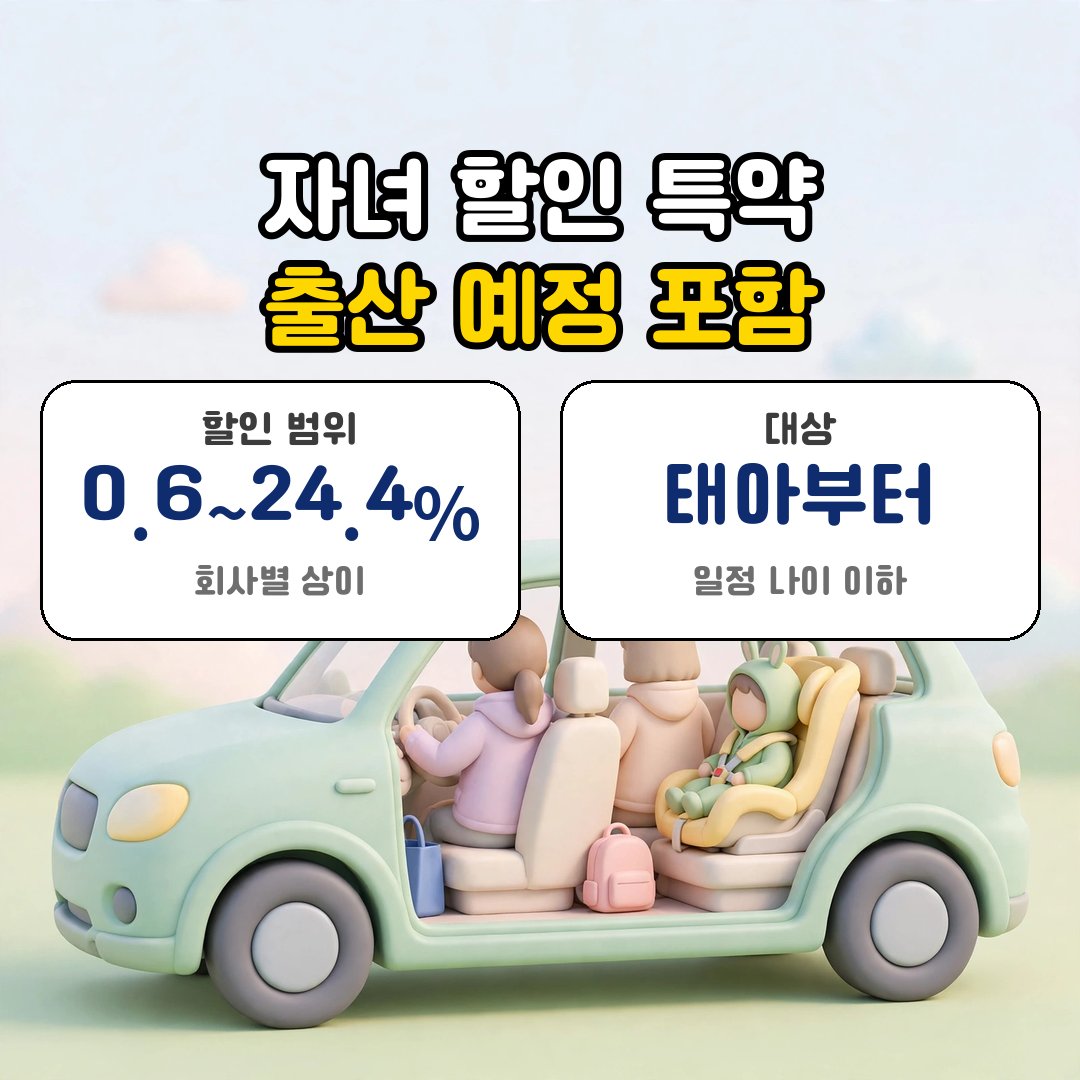 자녀 할인 특약
출산 예정 포함
할인 범위
0.6~24.4%
회사별 상이
대상
태아부터
일정 나이 이하